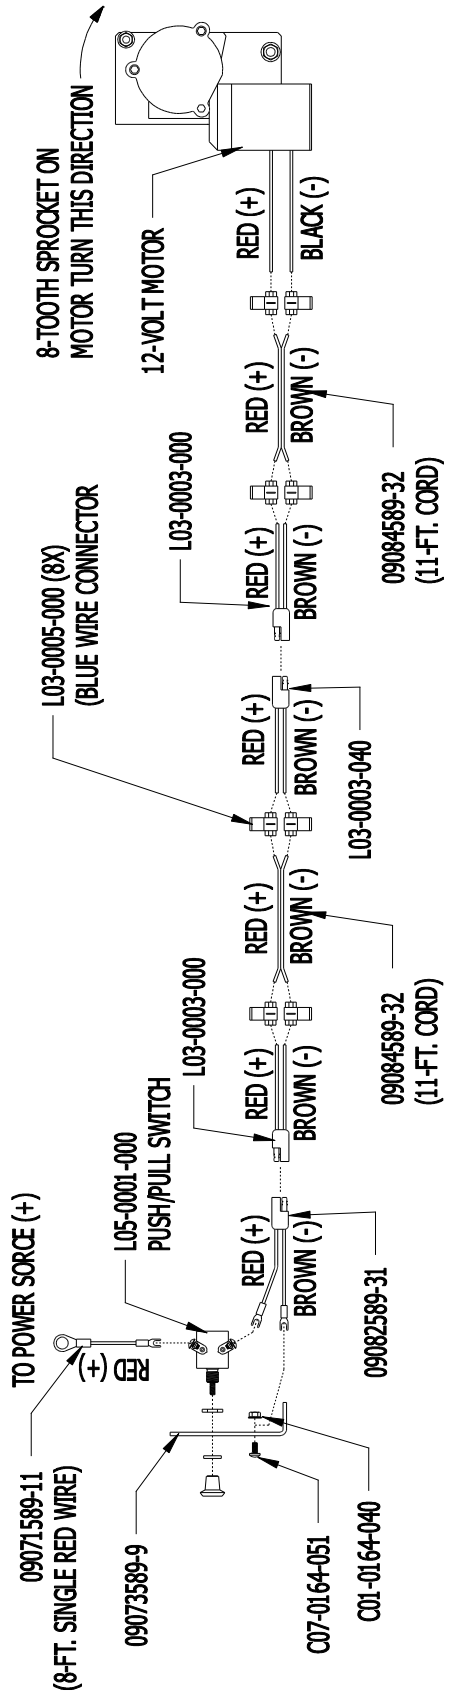 TO POWER SORCE (+)
09071589-11
(8-FT. SINGLE RED WIRE)
RED (+)
09073589-9
L05-0001-000
PUSH/PULL SWITCH
C07-0164-051
C01-0164-040
RED (+)
BROWN (-)
09082589-31
L03-0003-000
RED (+)
BROWN (-)
RED (+)
BROWN (-)
09084589-32
(11-FT. CORD)
L03-0005-000 (8X)
(BLUE WIRE CONNECTOR
RED (+)
BROWN (-)
L03-0003-040
L03-0003-000
RED (+)
BROWN (-)
RED (+)
BROWN (-)
09084589-32
(11-FT. CORD)
8-TOOTH SPROCKET ON
MOTOR TURN THIS DIRECTION
12-VOLT MOTOR
RED (+)
BLACK (-)